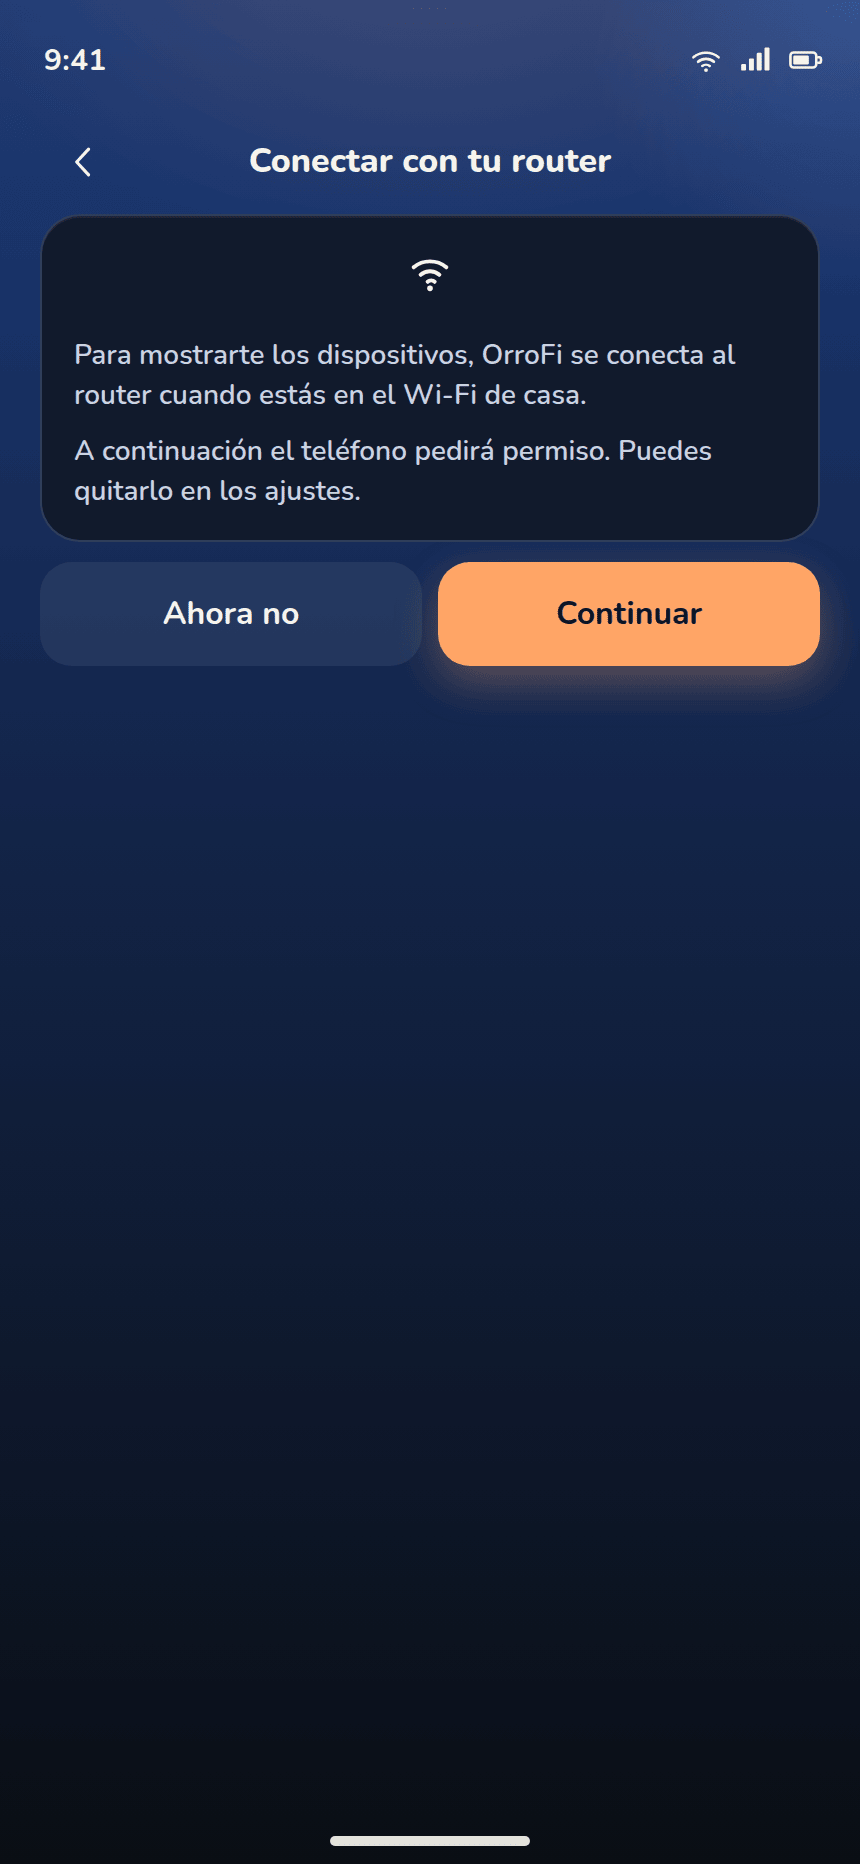 9:41
Conectar con tu router
Para mostrarte los dispositivos, OrroFi se conecta al
router cuando estás en el Wi-Fi de casa.
A continuación el teléfono pedirá permiso. Puedes
quitarlo en los ajustes.
Ahora no
Continuar